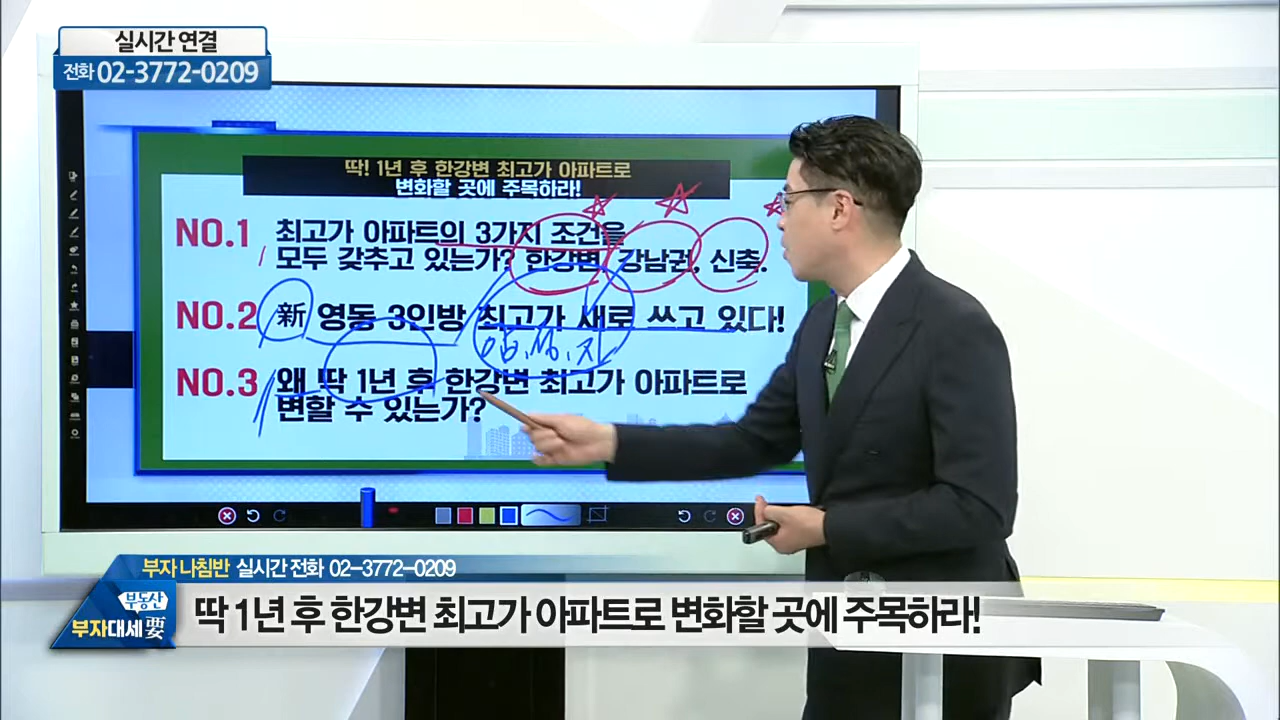 실시간 연결
전화 02-3772-0209
딱! 1년 후 한강변 최고가 아파트로
변화할 곳에 주목하라!
NO.1 최고가 아파트의 3가지 조건을
모두 갖추고 있는가? 한강변, 강남권, 신축.
NO.2 新 영동 3인방 최고가 새로 쓰고 있다!
NO.3 왜 딱 1년 후 한강변 최고가 아파트로
변할 수 있는가?
부자 나침반 실시간 전화 02-3772-0209
부동산
부자대세 要
딱 1년 후 한강변 최고가 아파트로 변화할 곳에 주목하라!